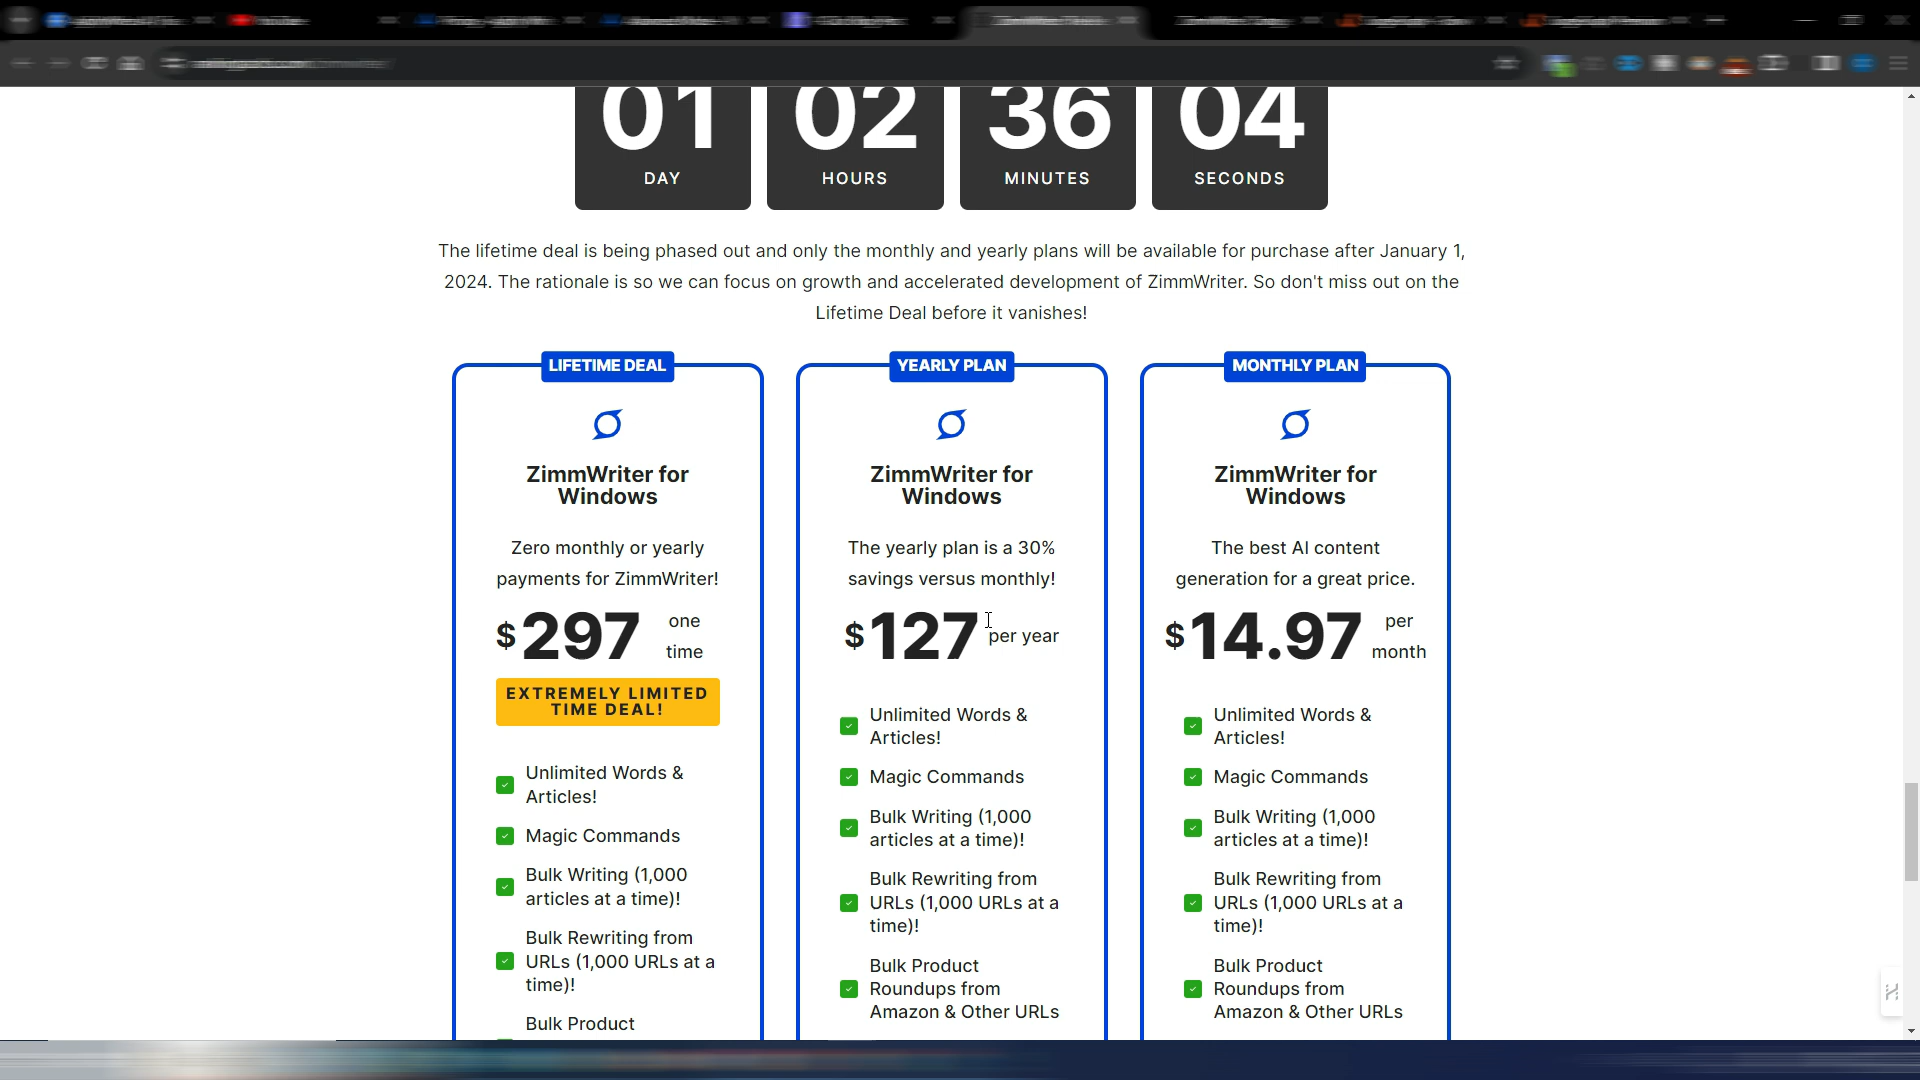 01 02 36 04
DAY HOURS MINUTES SECONDS
The lifetime deal is being phased out and only the monthly and yearly plans will be available for purchase after January 1,
2024. The rationale is so we can focus on growth and accelerated development of ZimmWriter. So don't miss out on the
Lifetime Deal before it vanishes!
LIFETIME DEAL
ZimmWriter for
Windows
Zero monthly or yearly
payments for ZimmWriter!
$297 one
time
EXTREMELY LIMITED
TIME DEAL!
Unlimited Words &
Articles!
Magic Commands
Bulk Writing (1,000
articles at a time)!
Bulk Rewriting from
URLs (1,000 URLs at a
time)!
Bulk Product
YEARLY PLAN
ZimmWriter for
Windows
The yearly plan is a 30%
savings versus monthly!
$127 per year
Unlimited Words &
Articles!
Magic Commands
Bulk Writing (1,000
articles at a time)!
Bulk Rewriting from
URLs (1,000 URLs at a
time)!
Bulk Product
Roundups from
Amazon & Other URLs
MONTHLY PLAN
ZimmWriter for
Windows
The best AI content
generation for a great price.
$14.97 per
month
Unlimited Words &
Articles!
Magic Commands
Bulk Writing (1,000
articles at a time)!
Bulk Rewriting from
URLs (1,000 URLs at a
time)!
Bulk Product
Roundups from
Amazon & Other URLs